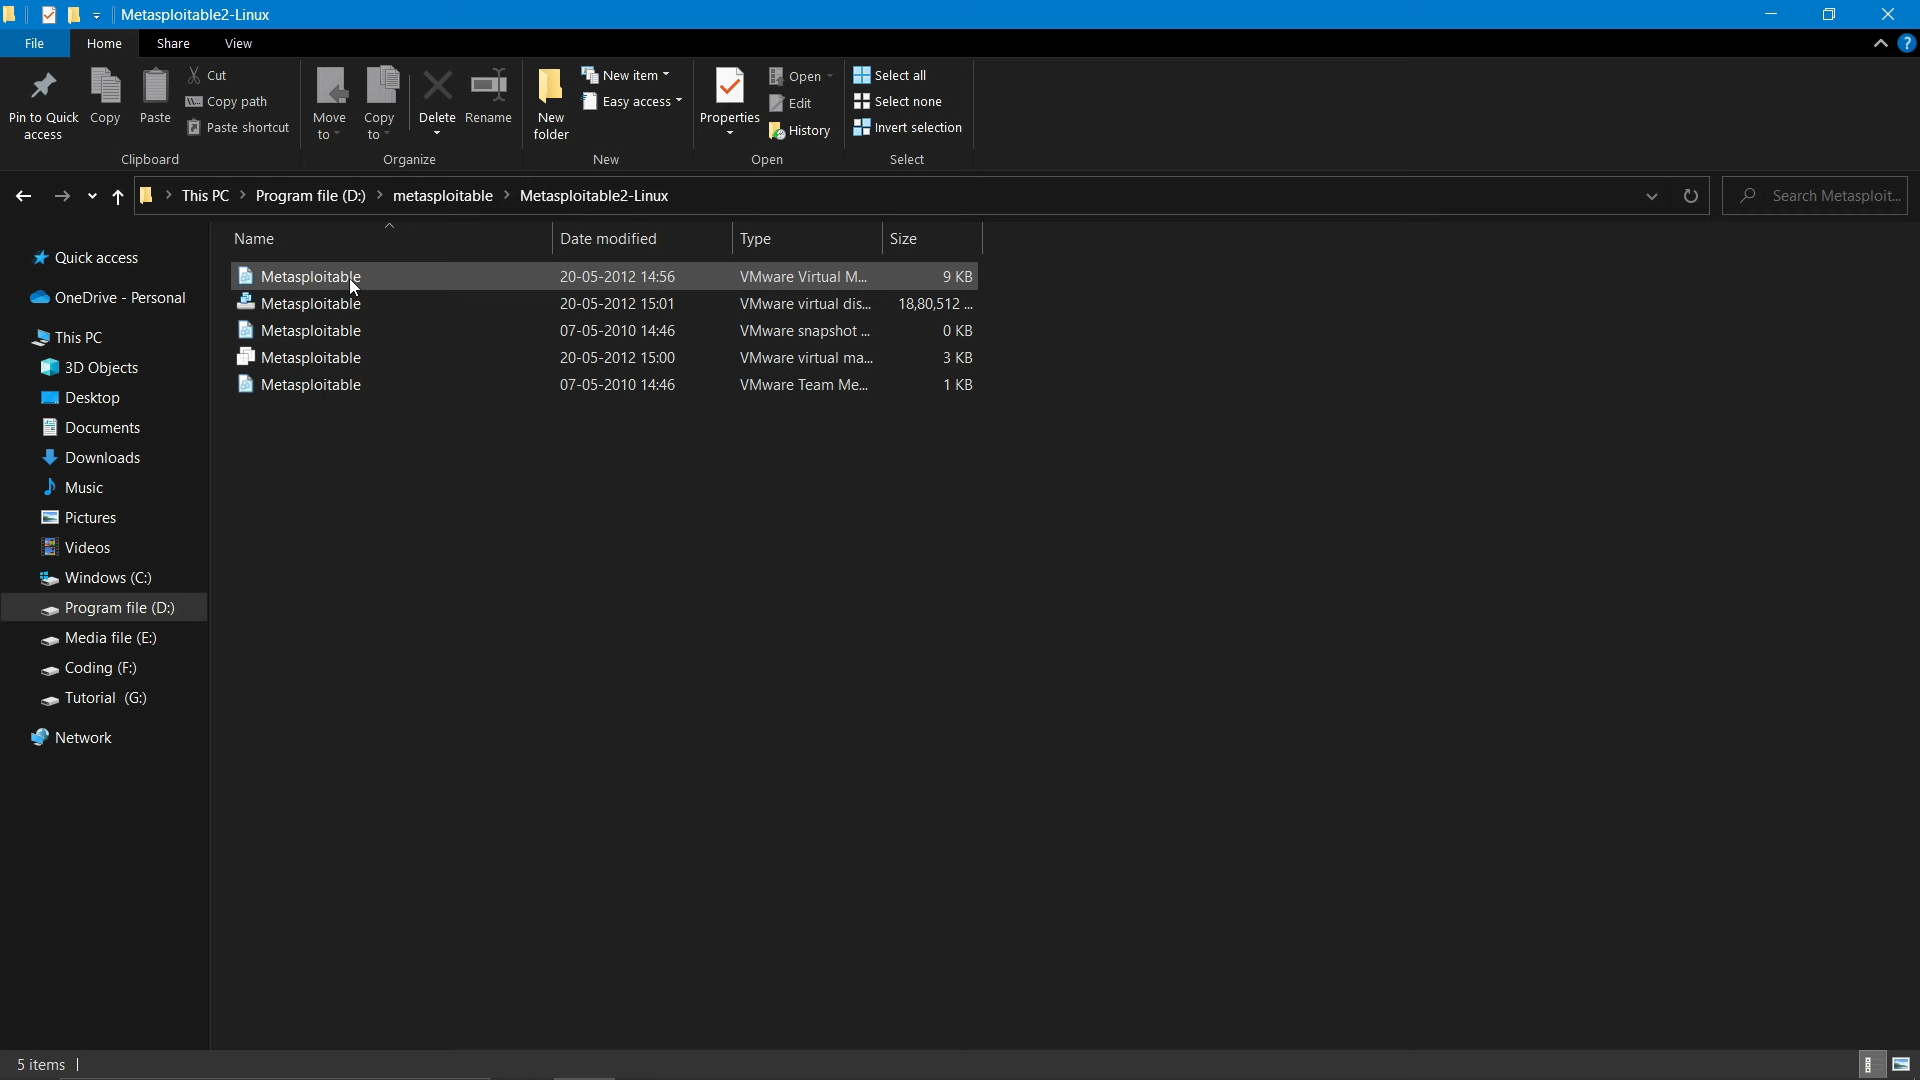 Metasploitable2-Linux
File Home Share View
Pin to Quick access
Copy
Paste
Cut
Copy path
Paste shortcut
Clipboard
Move to
Copy to
Delete
Rename
Organize
New folder
New item
Easy access
New
Properties
Open
Edit
History
Open
Select all
Select none
Invert selection
Select
This PC > Program file (D:) > metasploitable > Metasploitable2-Linux
Search Metasploit...
Quick access
OneDrive - Personal
This PC
3D Objects
Desktop
Documents
Downloads
Music
Pictures
Videos
Windows (C:)
Program file (D:)
Media file (E:)
Coding (F:)
Tutorial (G:)
Network
Name Date modified Type Size
Metasploitable 20-05-2012 14:56 VMware Virtual M... 9 KB
Metasploitable 20-05-2012 15:01 VMware virtual dis... 18,80,512 ...
Metasploitable 07-05-2010 14:46 VMware snapshot ... 0 KB
Metasploitable 20-05-2012 15:00 VMware virtual ma... 3 KB
Metasploitable 07-05-2010 14:46 VMware Team Me... 1 KB
5 items